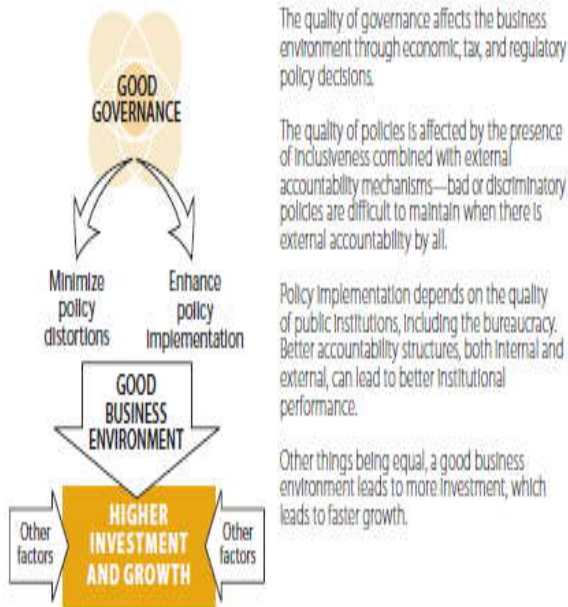 GOOD
GOVERNANCE
Minimize
policy
distortions
Enhance
policy
implementation
GOOD
BUSINESS
ENVIRONMENT
Other
factors
HIGHER
INVESTMENT
AND GROWTH
Other
factors
The quality of governance affects the business
environment through economic, tax, and regulatory
policy decisions.
The quality of policies is affected by the presence
of inclusiveness combined with external
accountability mechanisms—bad or discriminatory
policies are difficult to maintain when there is
external accountability by all.
Policy implementation depends on the quality
of public institutions, including the bureaucracy.
Better accountability structures, both internal and
external, can lead to better institutional
performance.
Other things being equal, a good business
environment leads to more investment, which
leads to faster growth.